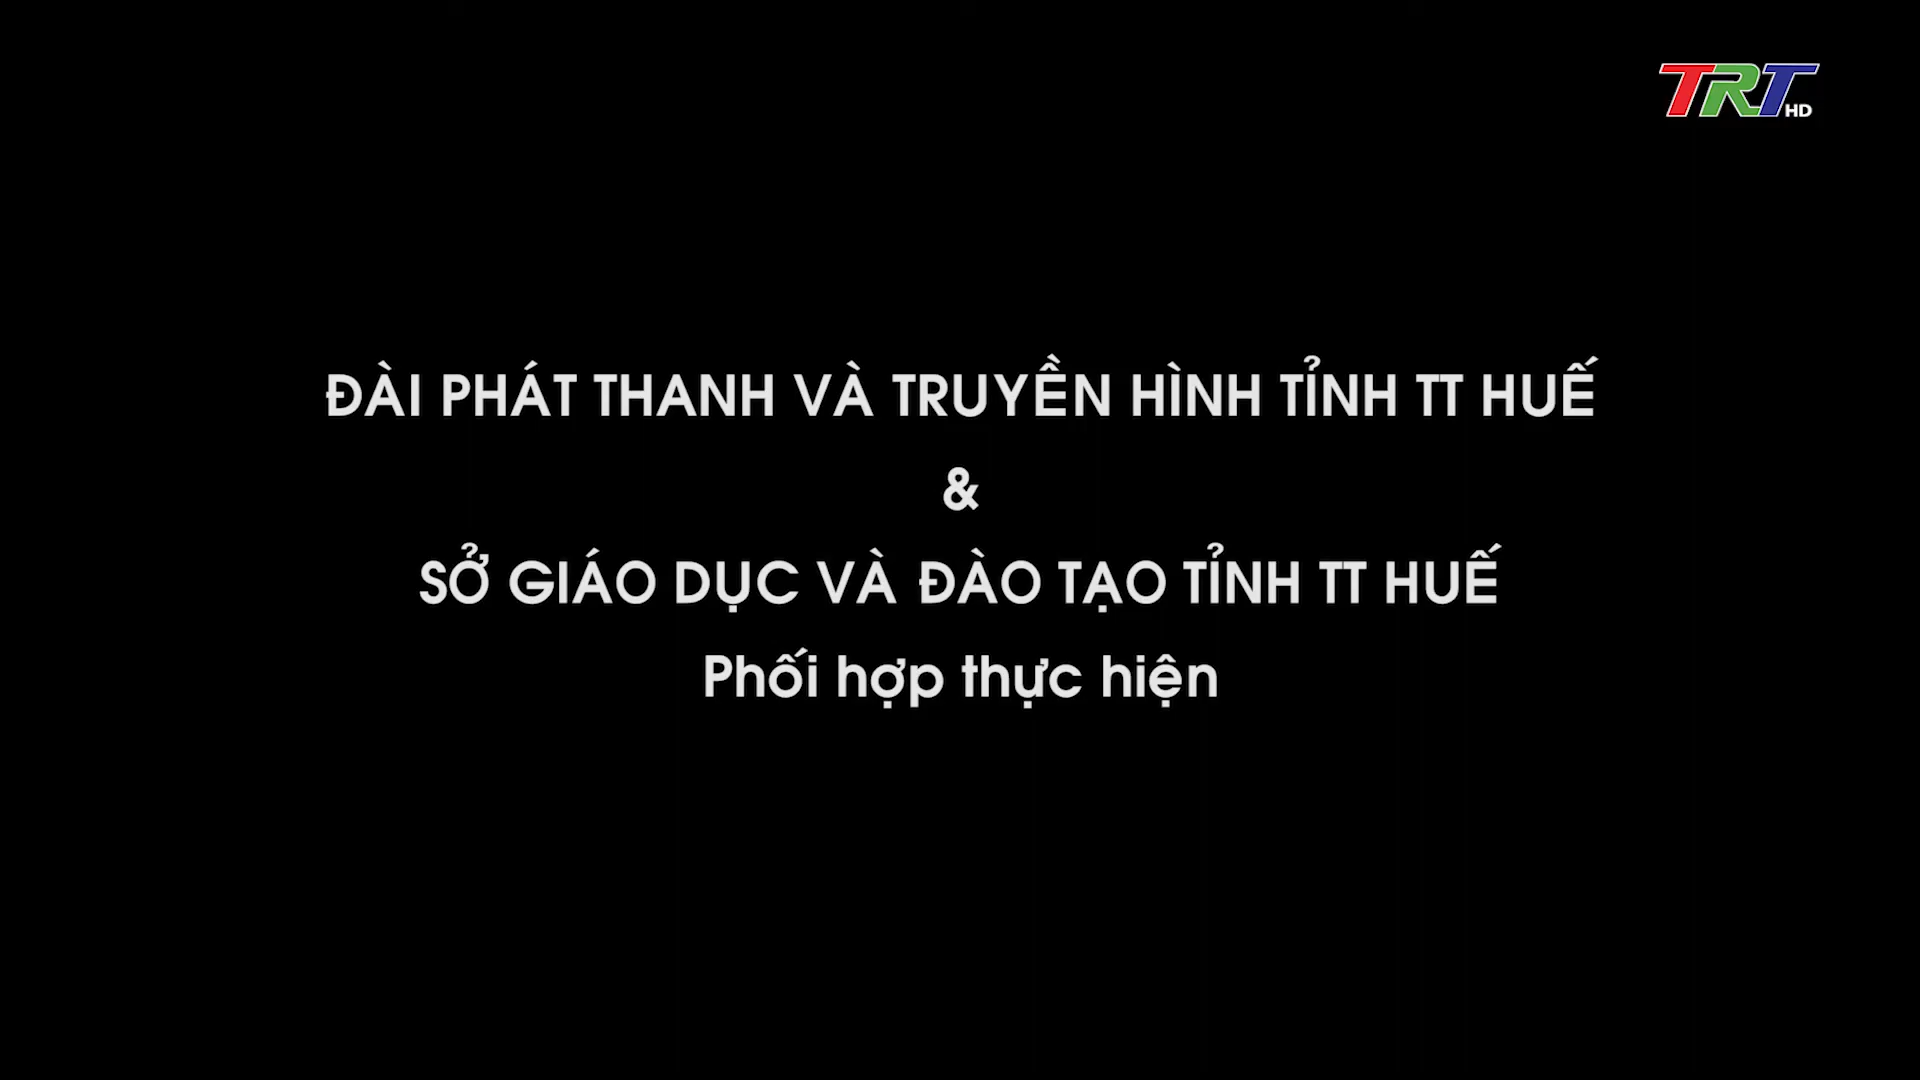 TRT HD
ĐÀI PHÁT THANH VÀ TRUYỀN HÌNH TỈNH TT HUẾ
&
SỞ GIÁO DỤC VÀ ĐÀO TẠO TỈNH TT HUẾ
Phối hợp thực hiện